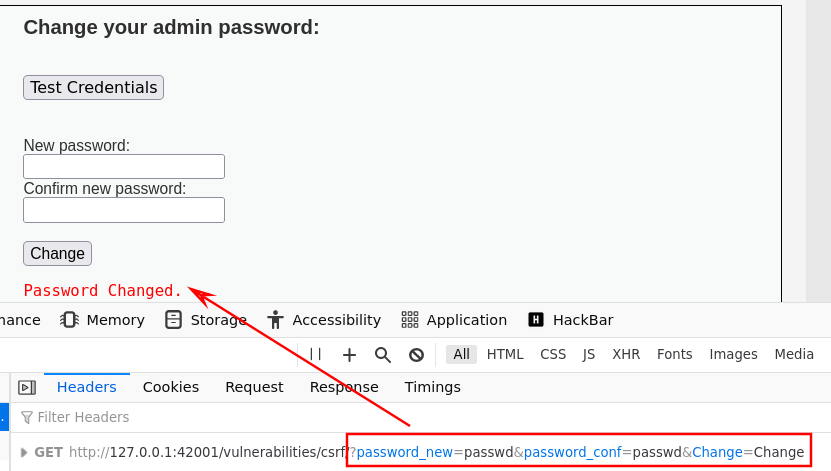 Change your admin password:
Test Credentials
New password:
Confirm new password:
Change
Password Changed.
nance Memory Storage Accessibility Application H HackBar
All HTML CSS JS XHR Fonts Images Media
Headers Cookies Request Response Timings
Filter Headers
GET http://127.0.0.1:42001/vulnerabilities/csrf/?password_new=passwd&password_conf=passwd&Change=Change